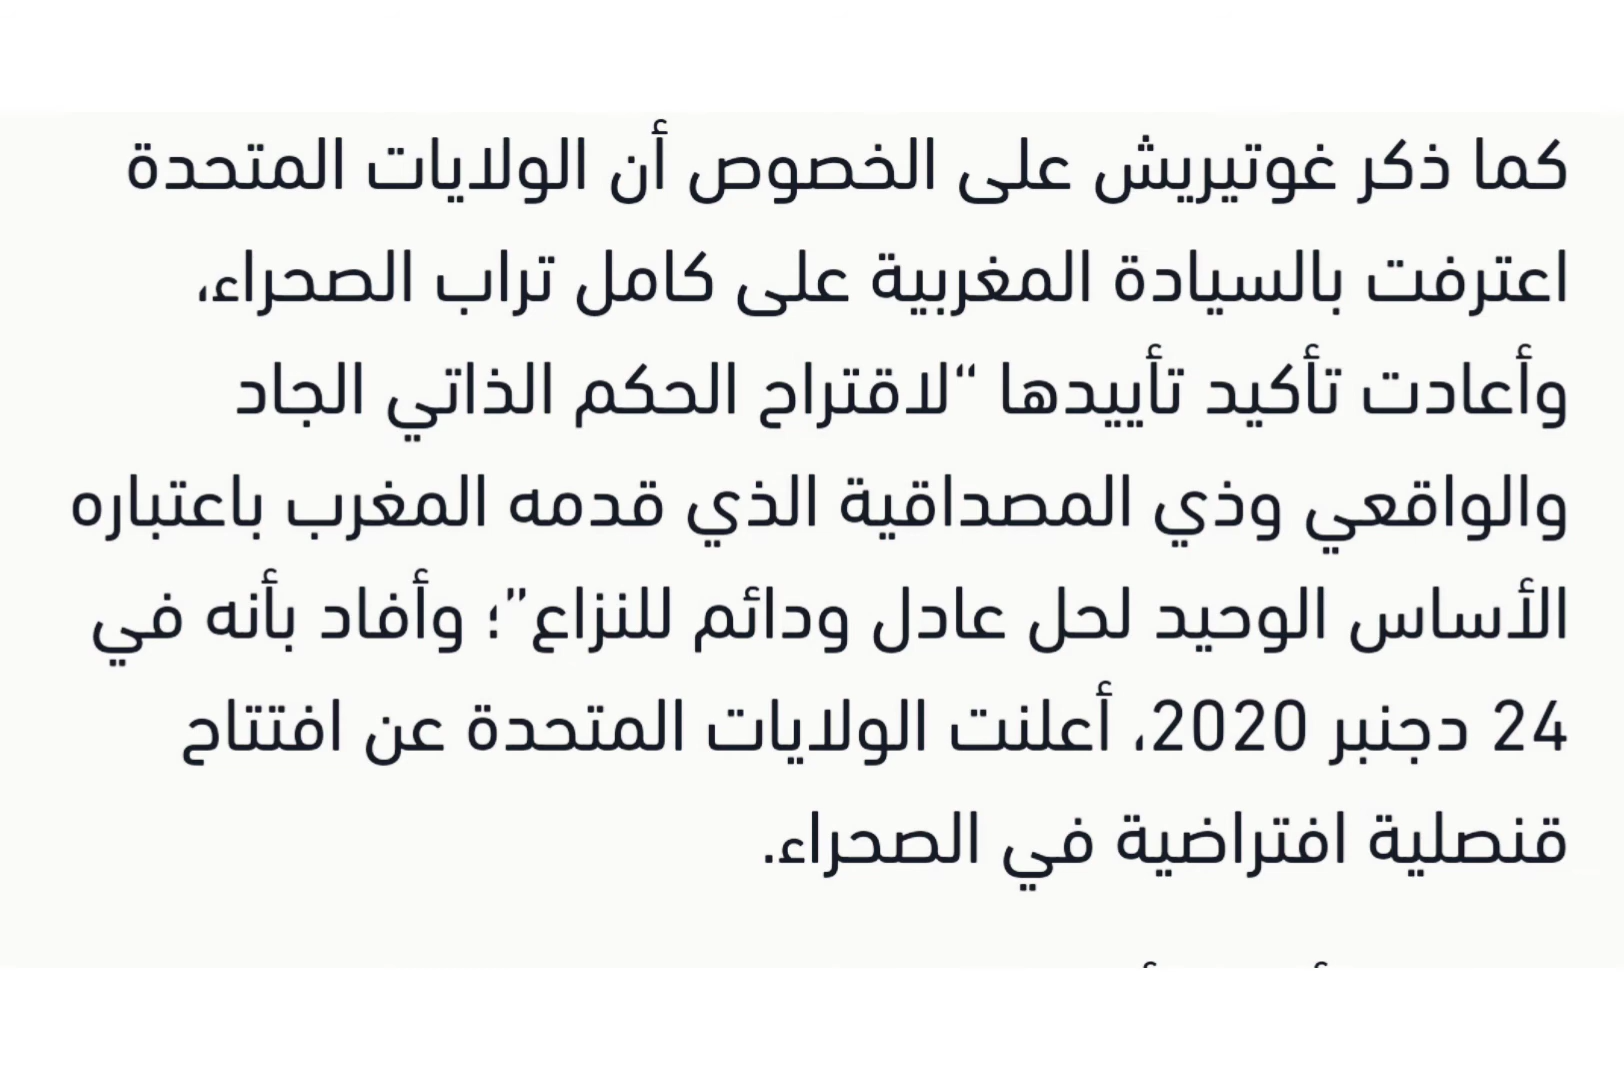 كما ذكر غوتيريش على الخصوص أن الولايات المتحدة
اعترفت بالسيادة المغربية على كامل تراب الصحراء،
وأعادت تأكيد تأييدها “لاقتراح الحكم الذاتي الجاد
والواقعي وذي المصداقية الذي قدمه المغرب باعتباره
الأساس الوحيد لحل عادل ودائم للنزاع”؛ وأفاد بأنه في
24 دجنبر 2020، أعلنت الولايات المتحدة عن افتتاح
قنصلية افتراضية في الصحراء.